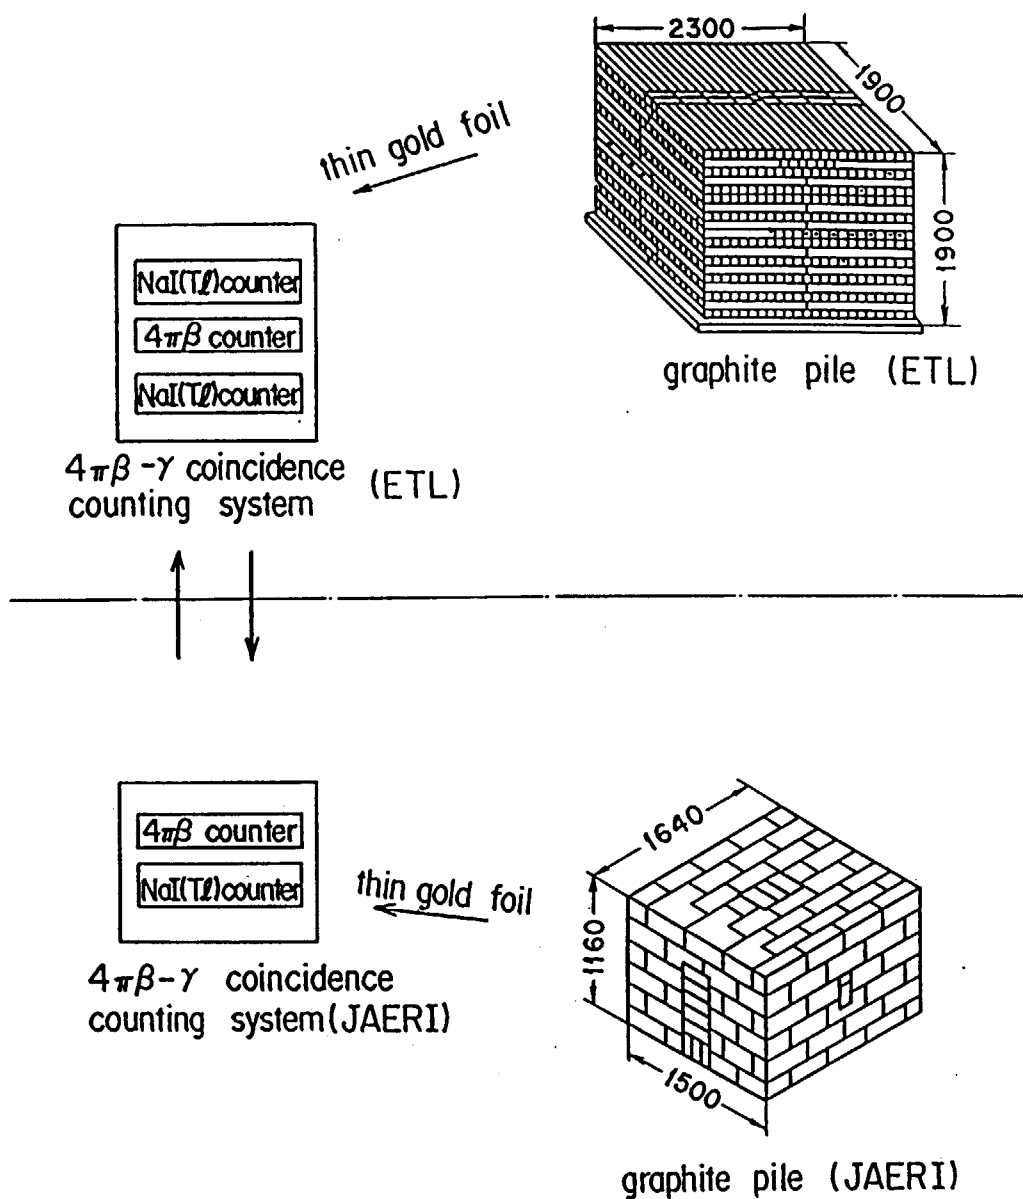 2300
1900
1900
thin gold foil
NaI(Tℓ)counter
4πβ counter
NaI(Tℓ)counter
graphite pile (ETL)
4πβ-γ coincidence
counting system (ETL)
4πβ counter
NaI(Tℓ)counter
thin gold foil
1640
1160
1500
4πβ-γ coincidence
counting system(JAERI)
graphite pile (JAERI)